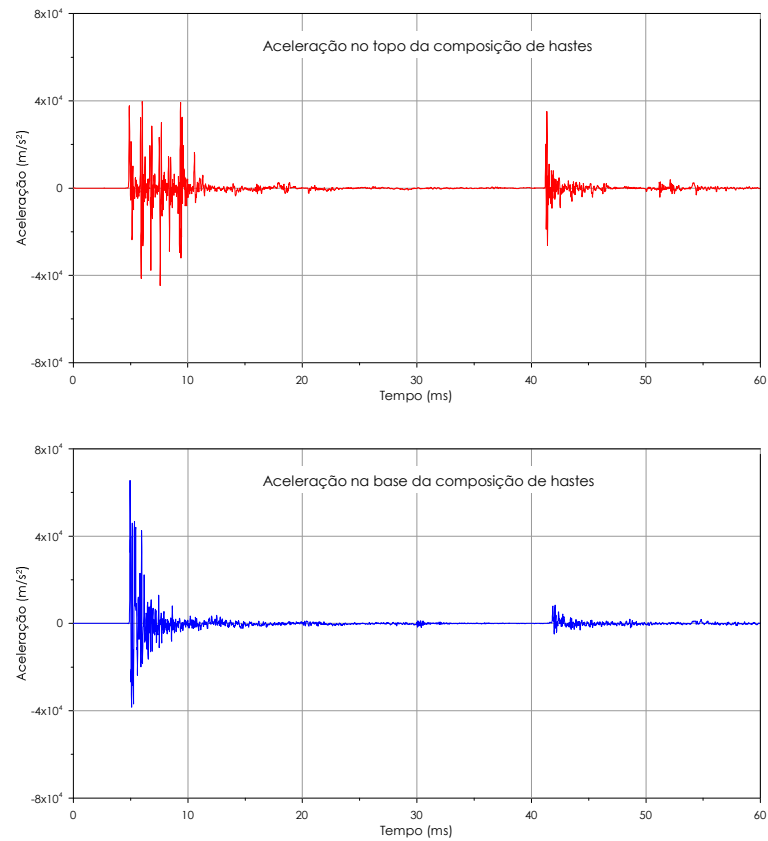 8x10⁴
Aceleração no topo da composição de hastes
4x10⁴
0
-4x10⁴
-8x10⁴
Aceleração (m/s²)
0 10 20 30 40 50 60
Tempo (ms)
8x10⁴
Aceleração na base da composição de hastes
4x10⁴
0
-4x10⁴
-8x10⁴
Aceleração (m/s²)
0 10 20 30 40 50 60
Tempo (ms)